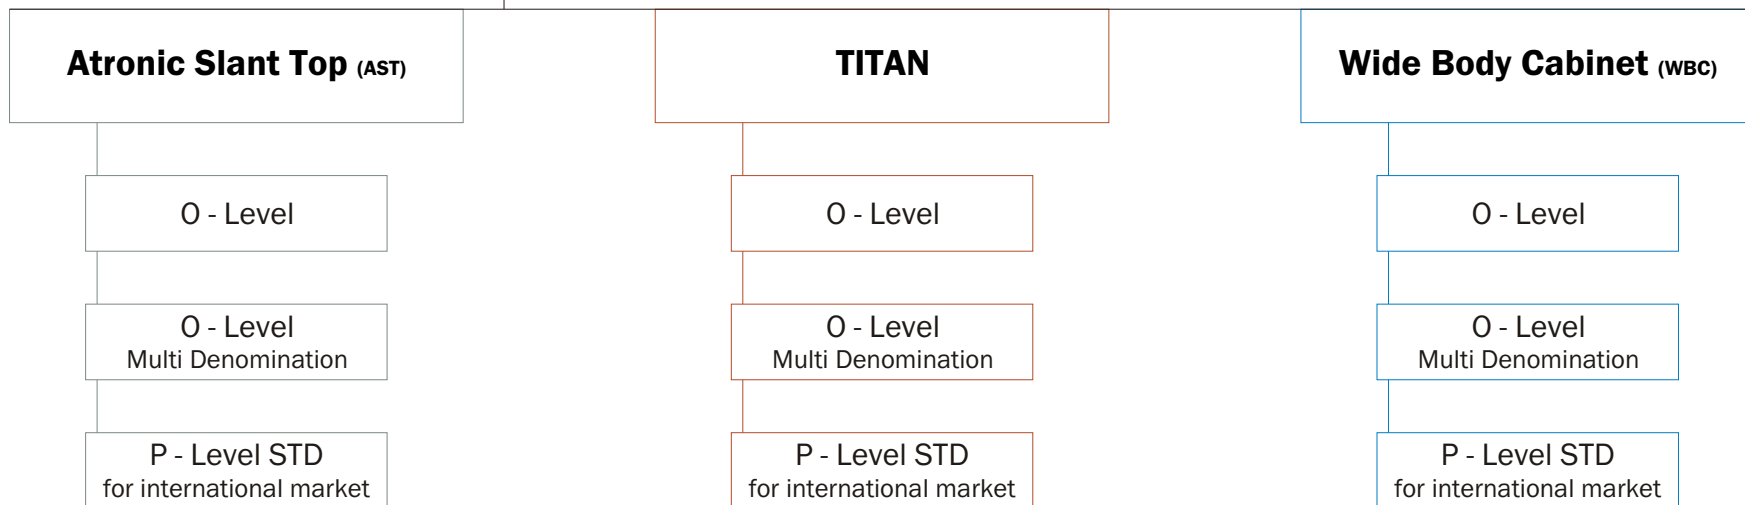 Atronic Slant Top (AST)
TITAN
Wide Body Cabinet (WBC)
O - Level
O - Level
O - Level
O - Level
Multi Denomination
O - Level
Multi Denomination
O - Level
Multi Denomination
P - Level STD
for international market
P - Level STD
for international market
P - Level STD
for international market